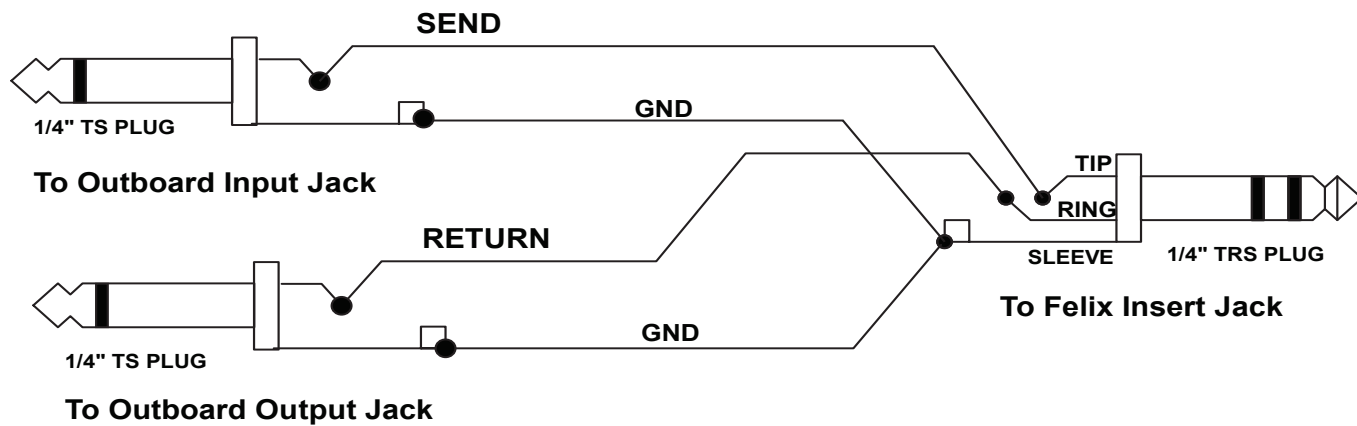 SEND
GND
1/4" TS PLUG
To Outboard Input Jack
TIP
RING
SLEEVE
1/4" TRS PLUG
To Felix Insert Jack
RETURN
GND
1/4" TS PLUG
To Outboard Output Jack